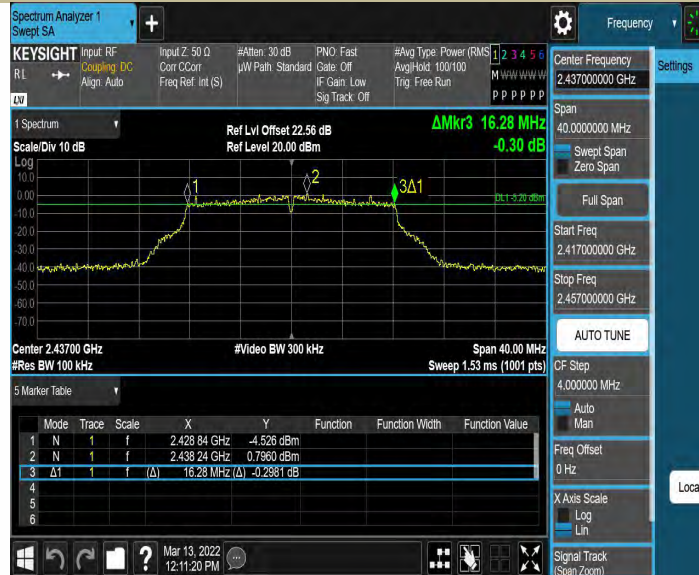 Spectrum Analyzer 1
Swept SA
+
Frequency
KEYSIGHT
R L
LXI
Input: RF
Coupling: DC
Align: Auto
Input Z: 50 Ω
Corr CCorr
Freq Ref: Int (S)
#Atten: 30 dB
µW Path: Standard
PNO: Fast
Gate: Off
IF Gain: Low
Sig Track: Off
#Avg Type: Power (RMS
Avg|Hold: 100/100
Trig: Free Run
1 2 3 4 5 6
M W W W W W
P P P P P P
1 Spectrum
Scale/Div 10 dB
Ref Lvl Offset 22.56 dB
Ref Level 20.00 dBm
ΔMkr3 16.28 MHz
-0.30 dB
Log
10.0
0.00
-10.0
-20.0
-30.0
-40.0
-50.0
-60.0
-70.0
1
2
3Δ1
DL1 -5.20 dBm
Center 2.43700 GHz
#Video BW 300 kHz
Span 40.00 MHz
#Res BW 100 kHz
Sweep 1.53 ms (1001 pts)
5 Marker Table
Mode Trace Scale X Y Function Function Width Function Value
1 N 1 f 2.428 84 GHz -4.526 dBm
2 N 1 f 2.438 24 GHz 0.7960 dBm
3 Δ1 1 f (Δ) 16.28 MHz (Δ) -0.2981 dB
4
5
6
?
Mar 13, 2022
12:11:20 PM
Center Frequency
2.437000000 GHz
Span
40.0000000 MHz
Swept Span
Zero Span
Full Span
Start Freq
2.417000000 GHz
Stop Freq
2.457000000 GHz
AUTO TUNE
CF Step
4.000000 MHz
Auto
Man
Freq Offset
0 Hz
X Axis Scale
Log
Lin
Signal Track
(Span Zoom)
Settings
Loca